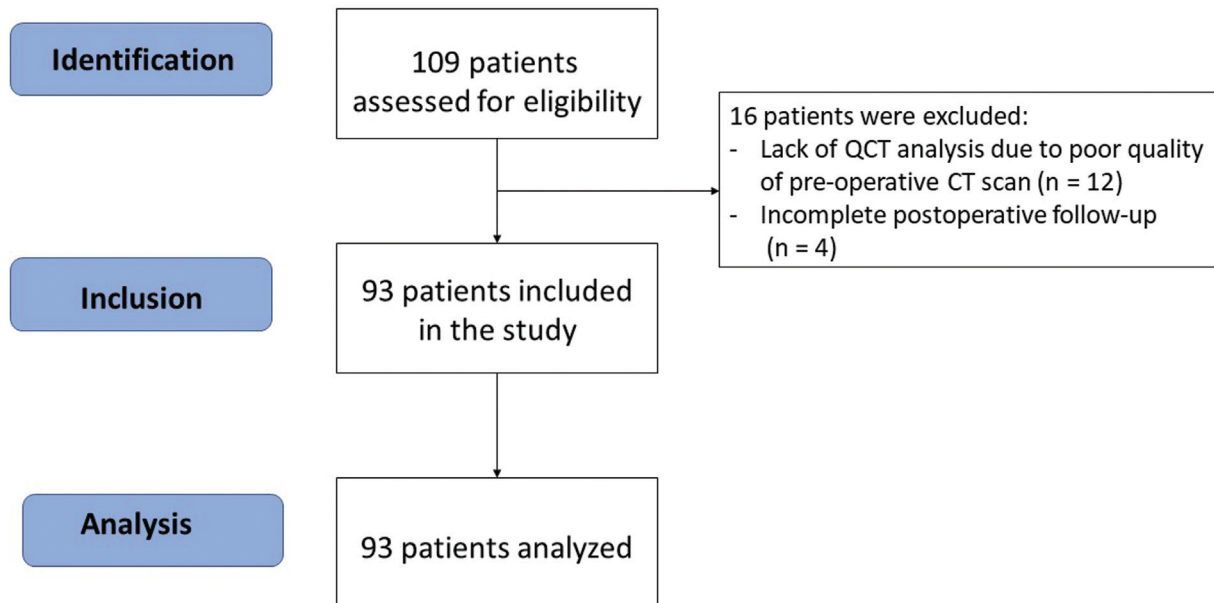 Identification
109 patients
assessed for eligibility
16 patients were excluded:
- Lack of QCT analysis due to poor quality
of pre-operative CT scan (n = 12)
- Incomplete postoperative follow-up
(n = 4)
Inclusion
93 patients included
in the study
Analysis
93 patients analyzed